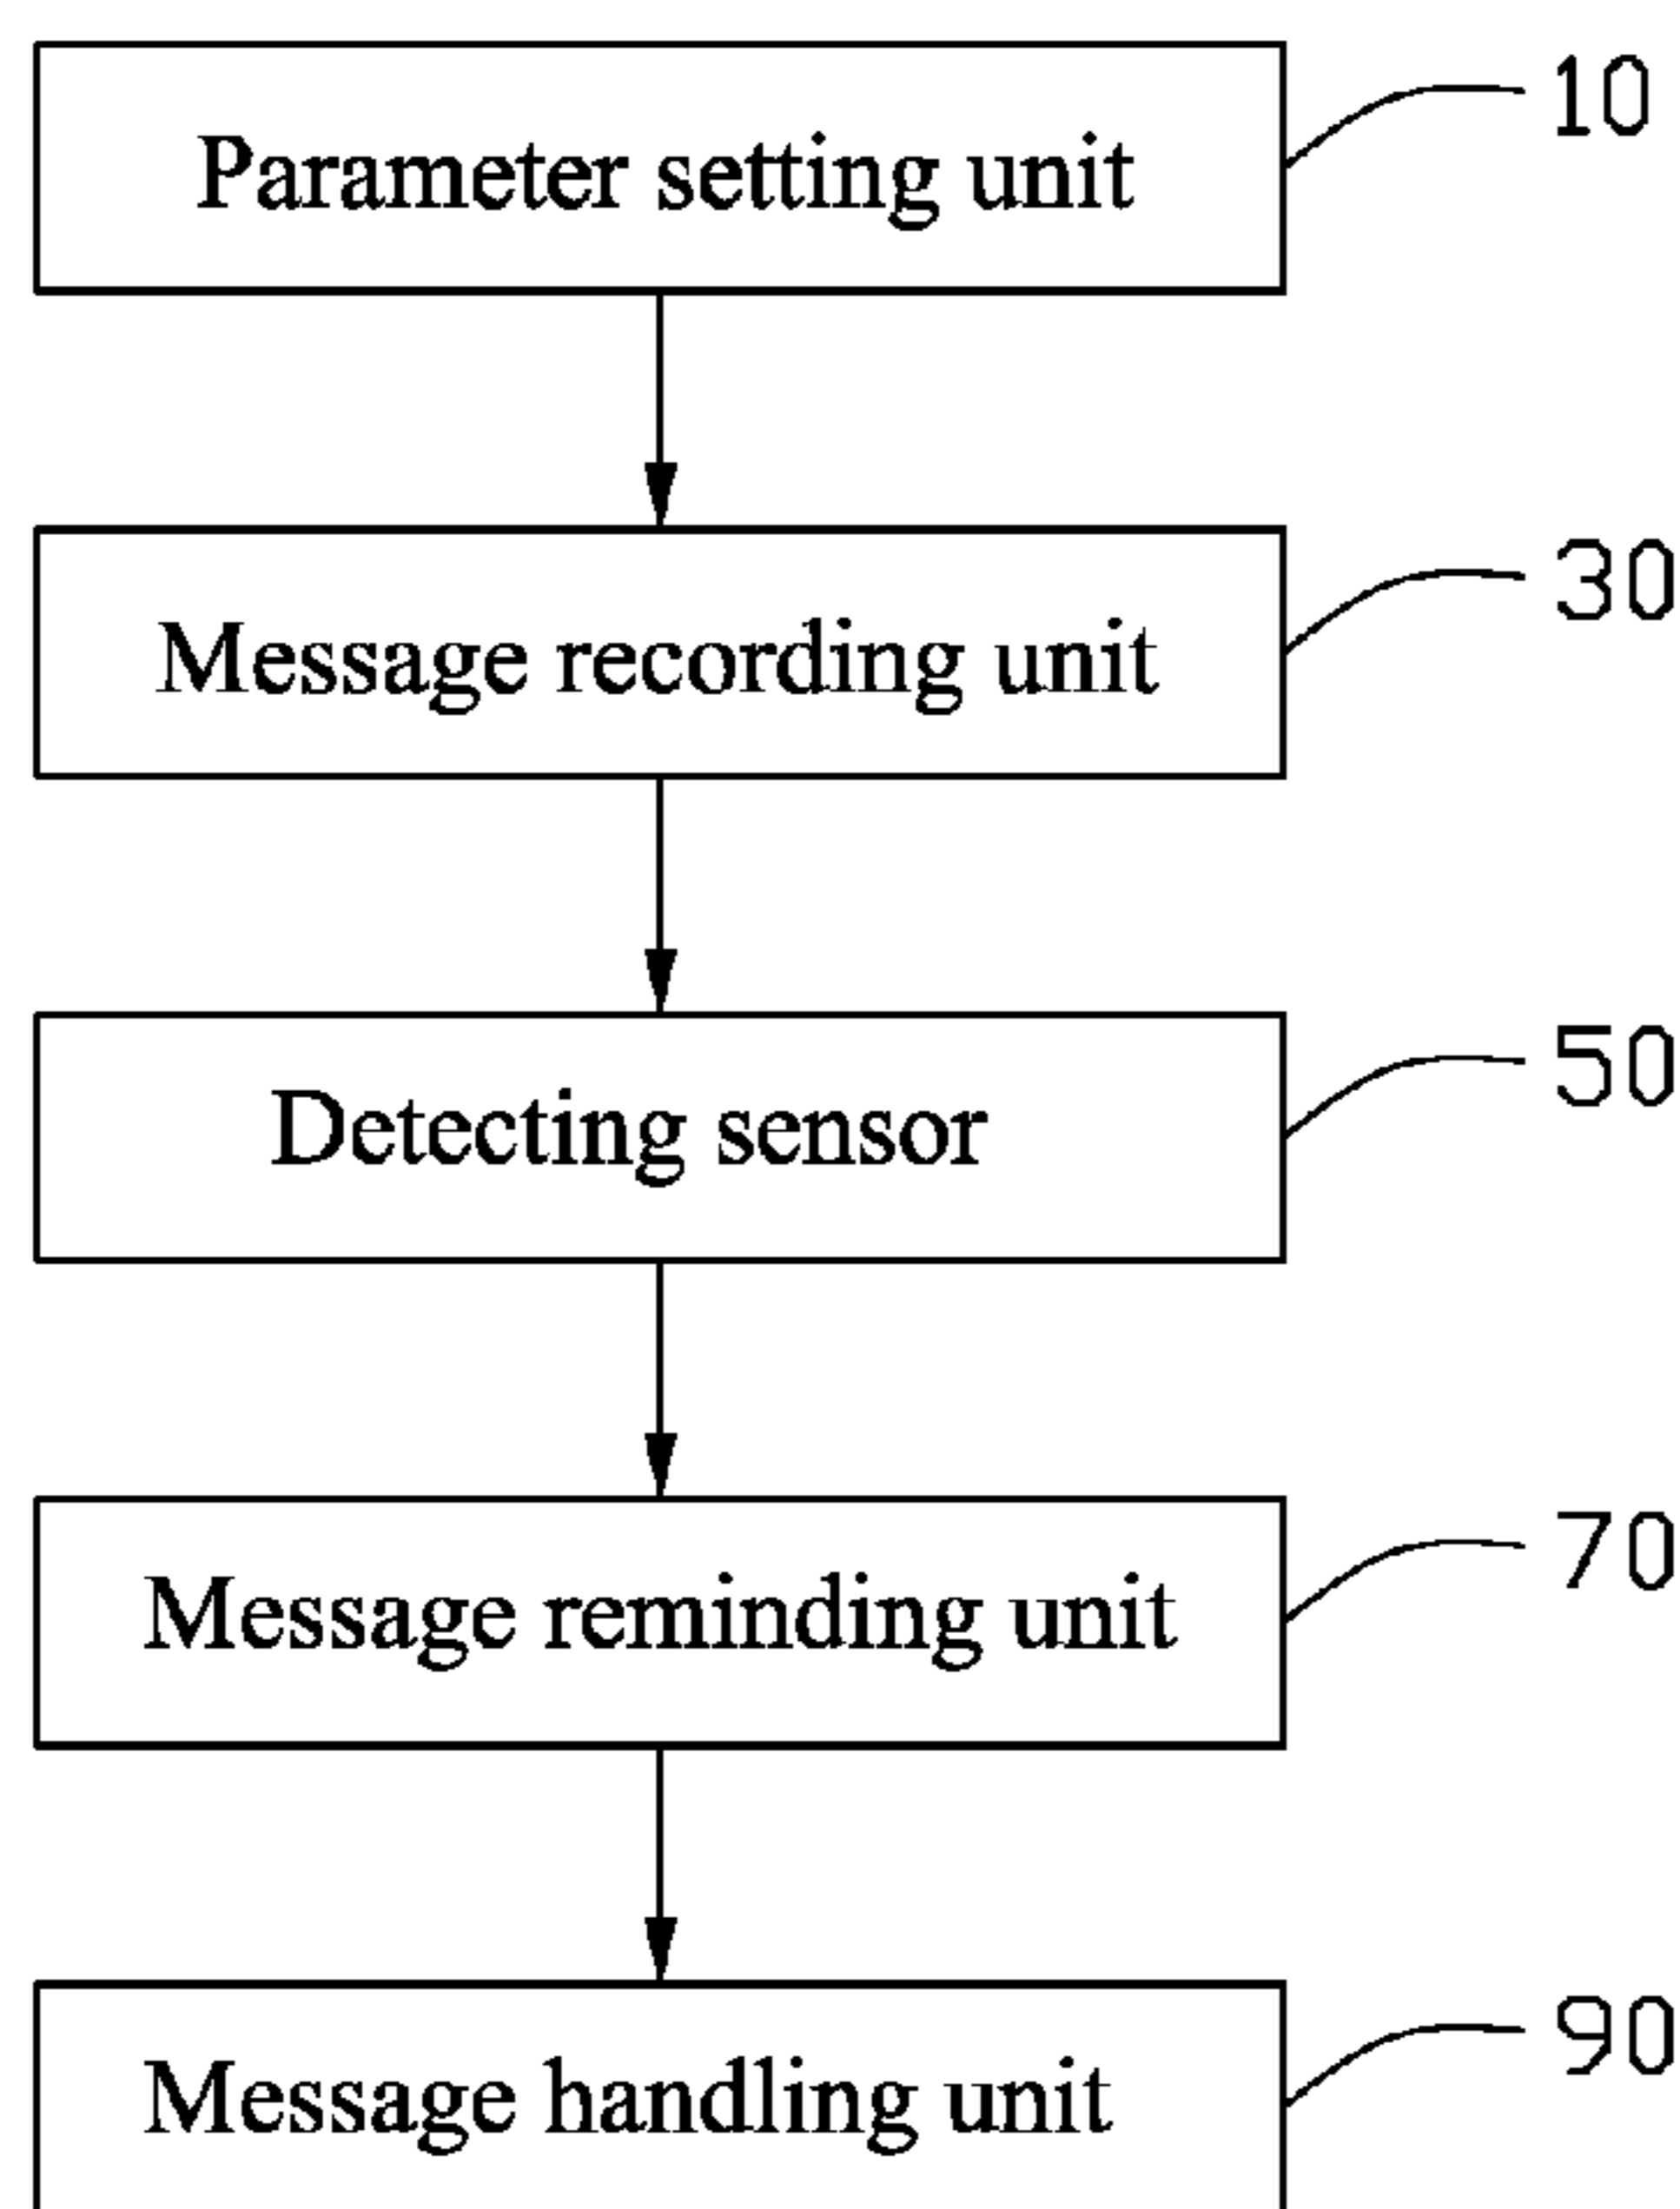 Parameter setting unit
10
Message recording unit
30
Detecting sensor
50
Message reminding unit
70
Message handling unit
90